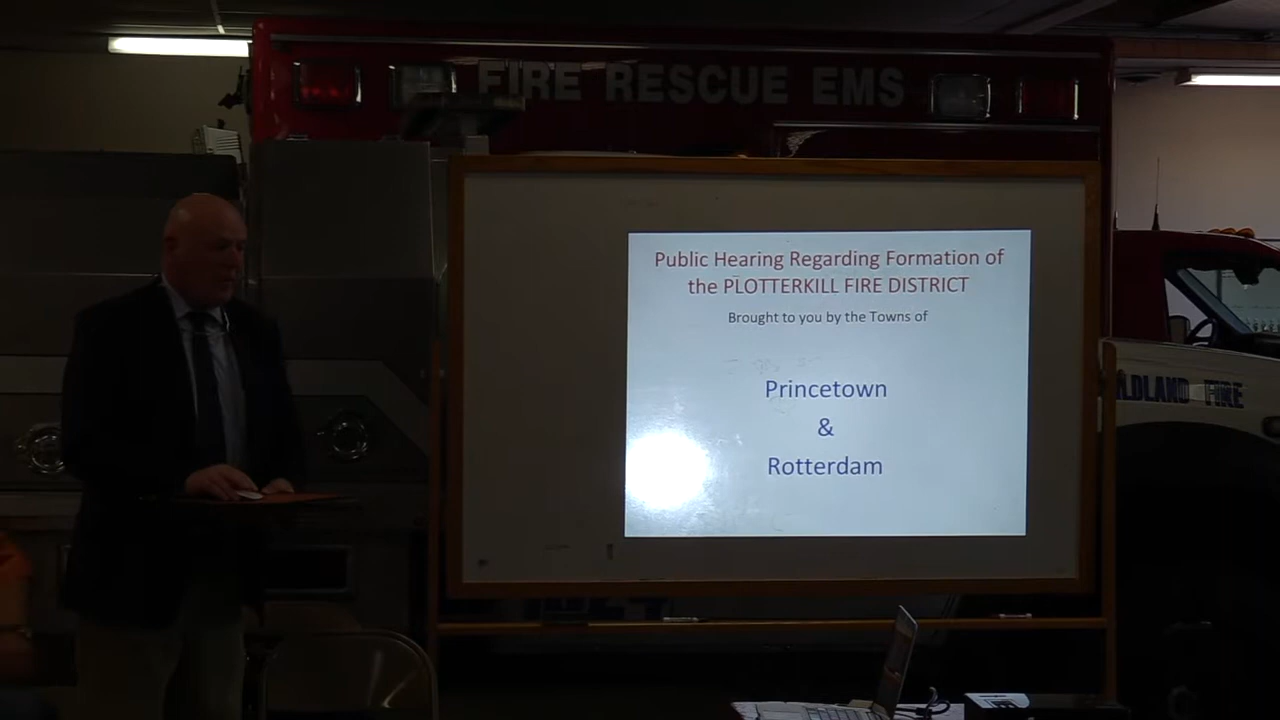 FIRE RESCUE EMS
Public Hearing Regarding Formation of
the PLOTTERKILL FIRE DISTRICT
Brought to you by the Towns of
Princetown
&
Rotterdam
FIRE